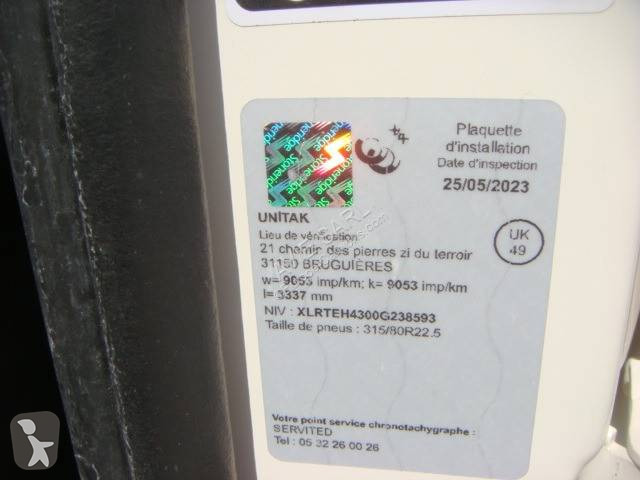 Plaquette
d'installation
Date d'inspection
25/05/2023
Stoneridge
UNITAK
Lieu de vérification
21 chemin des pierres zi du terroir
31150 BRUGUIÈRES
UK
49
w= 9053 imp/km; k= 9053 imp/km
l= 3337 mm
NIV : XLRTEH4300G238593
Taille de pneus : 315/80R22.5
Votre point service chronotachygraphe :
SERVITED
Tel : 05 32 26 00 26